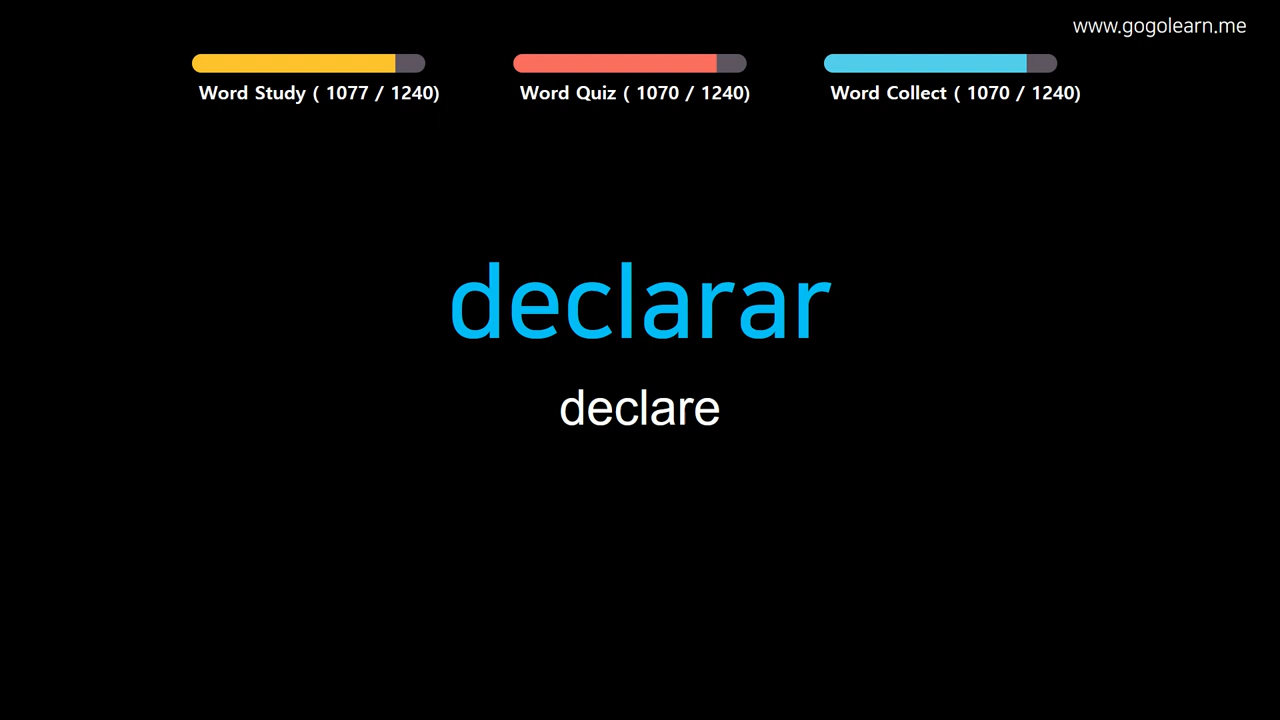 www.gogolearn.me
Word Study ( 1077 / 1240)
Word Quiz ( 1070 / 1240)
Word Collect ( 1070 / 1240)
declarar
declare